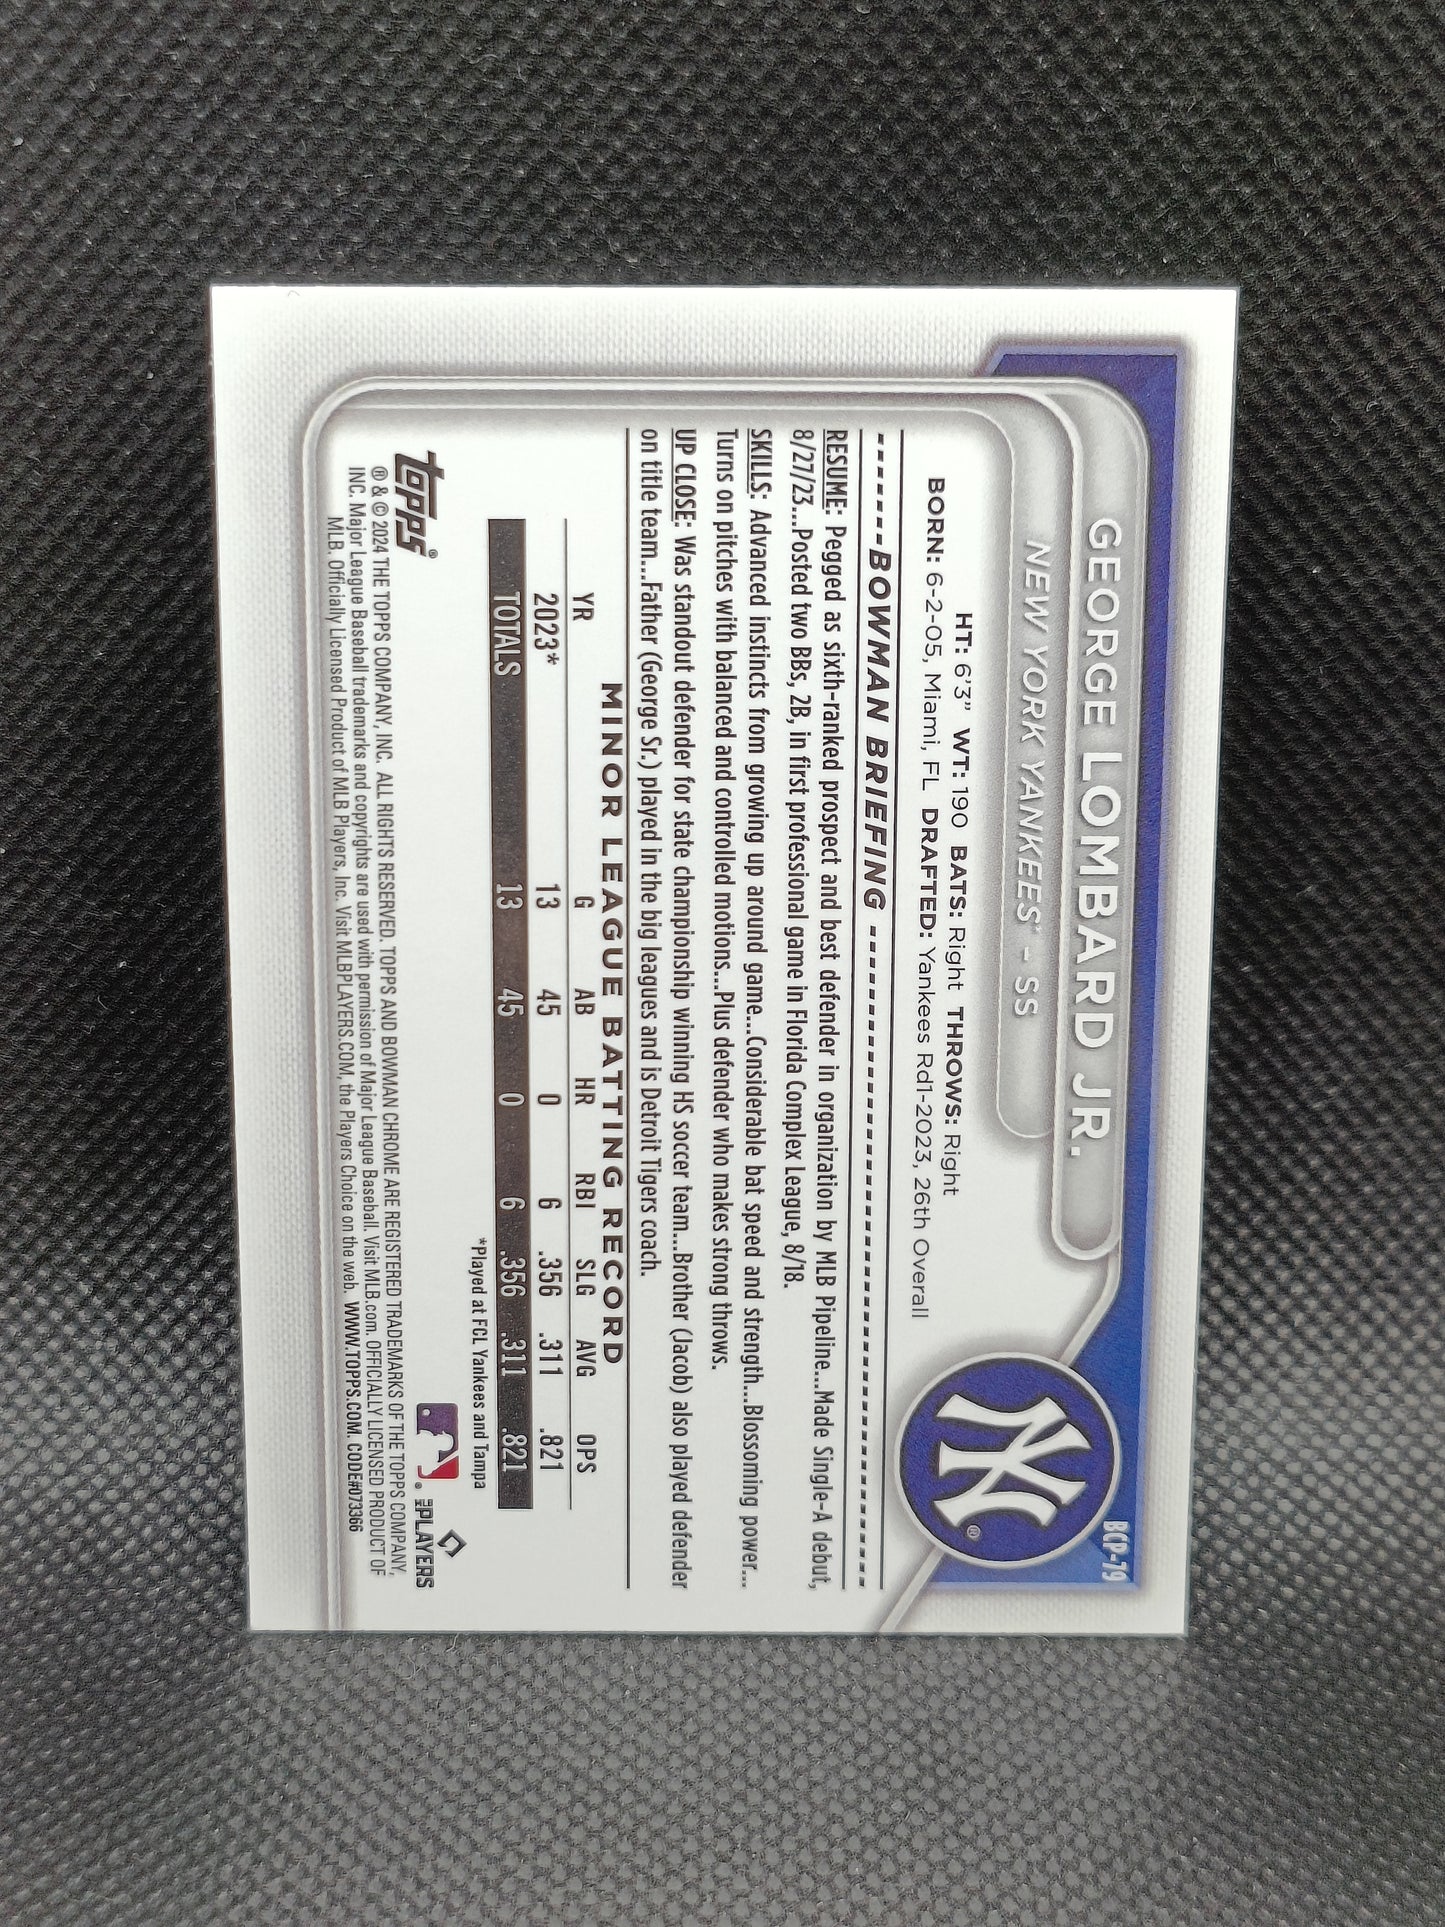 GEORGE LOMBARD JR.
NEW YORK YANKEES® - SS
BCP-79
HT: 6'3" WT: 190 BATS: Right THROWS: Right
BORN: 6-2-05, Miami, FL DRAFTED: Yankees Rd1-2023, 26th Overall
BOWMAN BRIEFING
RESUME: Pegged as sixth-ranked prospect and best defender in organization by MLB Pipeline...Made Single-A debut,
8/27/23...Posted two BBs, 2B, in first professional game in Florida Complex League, 8/18.
SKILLS: Advanced instincts from growing up around game...Considerable bat speed and strength...Blossoming power...
Turns on pitches with balanced and controlled motions...Plus defender who makes strong throws.
UP CLOSE: Was standout defender for state championship winning HS soccer team...Brother (Jacob) also played defender
on title team...Father (George Sr.) played in the big leagues and is Detroit Tigers coach.
MINOR LEAGUE BATTING RECORD
YR G AB HR RBI SLG AVG OPS
2023* 13 45 0 6 .356 .311 .821
TOTALS 13 45 0 6 .356 .311 .821
*Played at FCL Yankees and Tampa
topps®
MLB PLAYERS
® & © 2024 THE TOPPS COMPANY, INC. ALL RIGHTS RESERVED. TOPPS AND BOWMAN CHROME ARE REGISTERED TRADEMARKS OF THE TOPPS COMPANY,
INC. Major League Baseball trademarks and copyrights are used with permission of Major League Baseball. Visit MLB.com. OFFICIALLY LICENSED PRODUCT OF
MLB. Officially Licensed Product of MLB Players, Inc. Visit MLBPLAYERS.COM, the Players Choice on the web. WWW.TOPPS.COM. CODE#073366